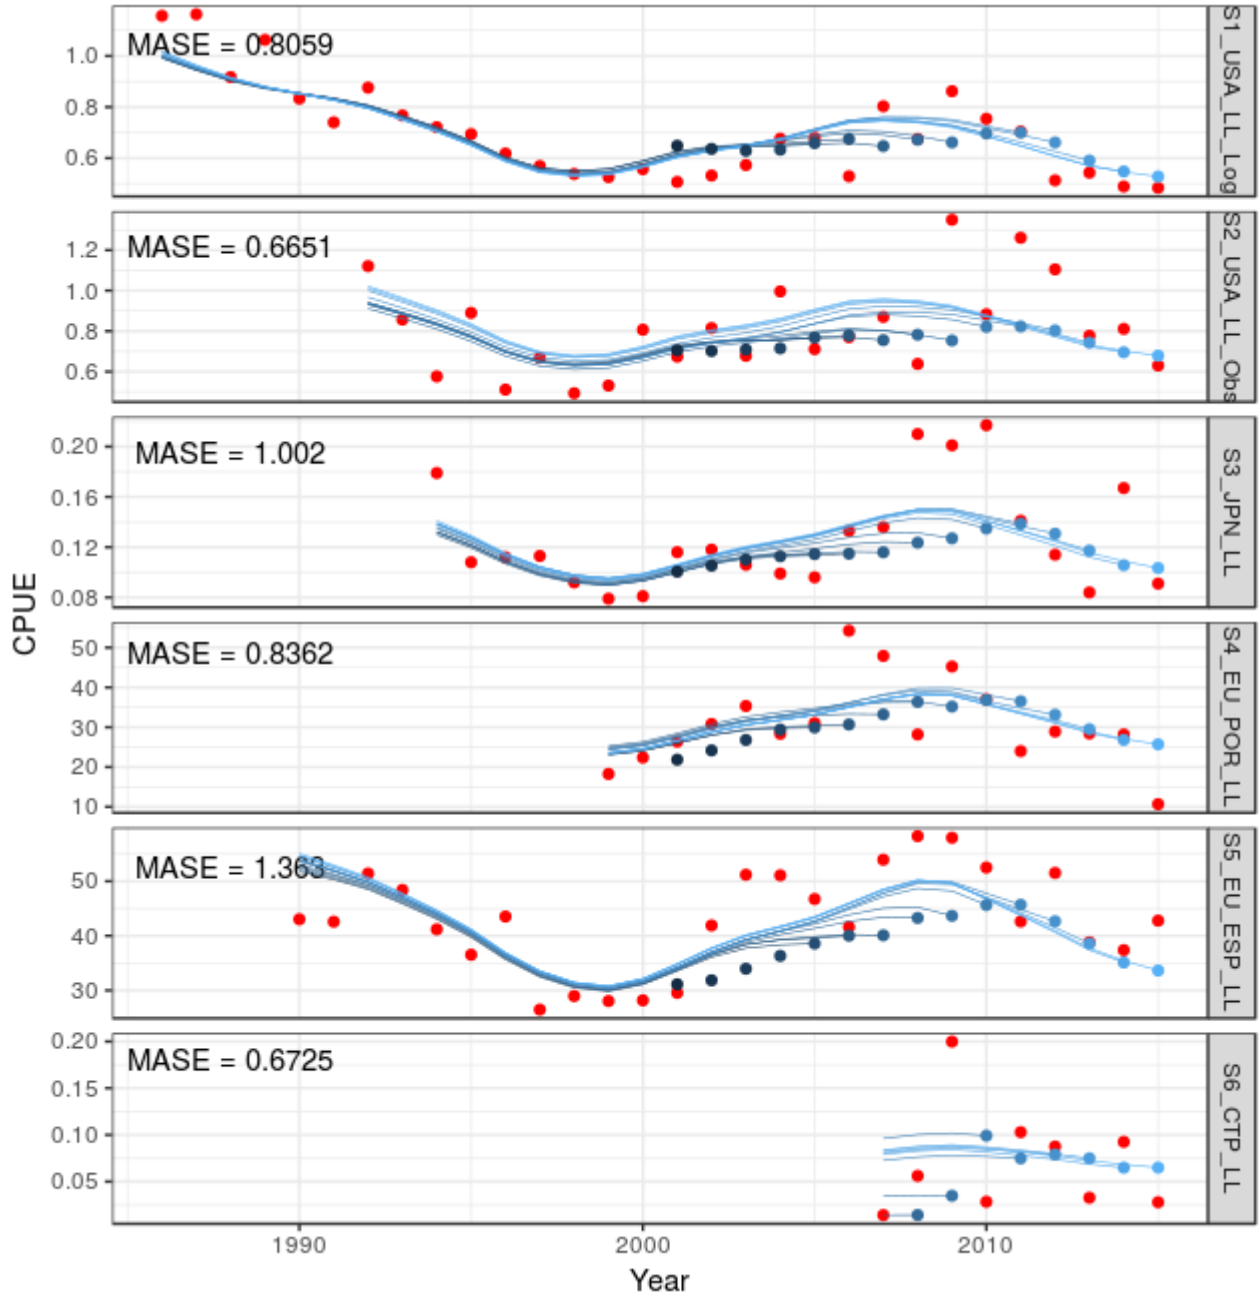 MASE = 0.8059
1.0
0.8
0.6
S1_USA_LL_Log
MASE = 0.6651
1.2
1.0
0.8
0.6
S2_USA_LL_Obs
MASE = 1.002
0.20
0.16
0.12
0.08
S3_JPN_LL
MASE = 0.8362
50
40
30
20
10
S4_EU_POR_LL
MASE = 1.363
50
40
30
S5_EU_ESP_LL
MASE = 0.6725
0.20
0.15
0.10
0.05
S6_CTP_LL
CPUE
1990
2000
2010
Year